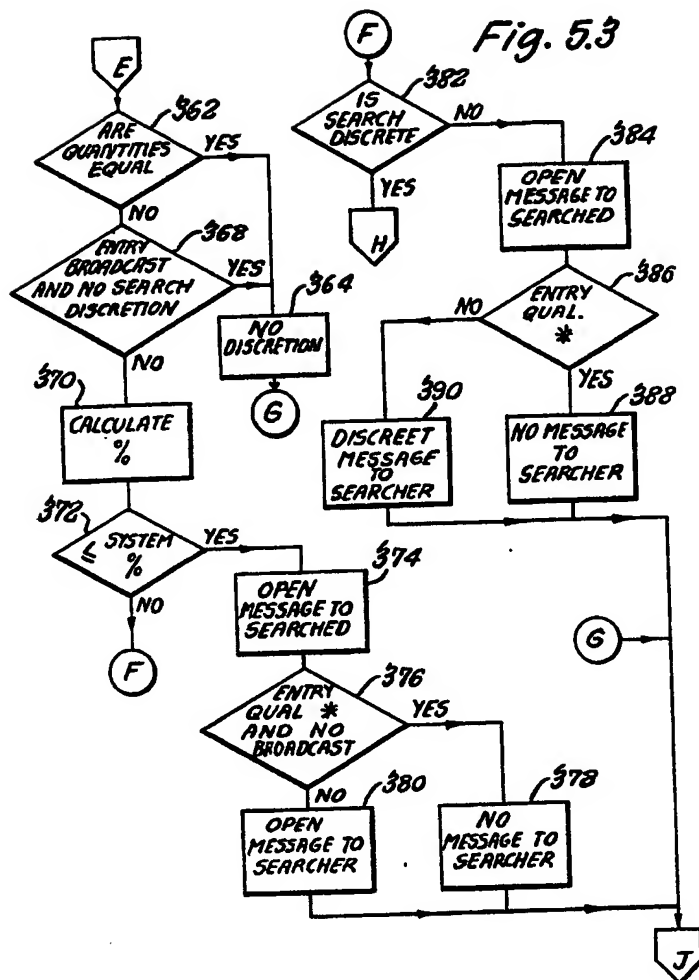 Fig. 5.3
E
362
ARE
QUANTITIES
EQUAL
YES
NO
368
ENTRY
BROADCAST
AND NO SEARCH
DISCRETION
YES
NO
364
NO
DISCRETION
G
370
CALCULATE
%
372
≤ SYSTEM
%
YES
NO
F
374
OPEN
MESSAGE TO
SEARCHED
376
ENTRY
QUAL *
AND NO
BROADCAST
YES
NO
380
OPEN
MESSAGE TO
SEARCHER
378
NO
MESSAGE TO
SEARCHER
F
382
IS
SEARCH
DISCRETE
NO
YES
H
384
OPEN
MESSAGE TO
SEARCHED
386
ENTRY
QUAL.
*
NO
YES
390
DISCREET
MESSAGE
TO
SEARCHER
388
NO MESSAGE
TO
SEARCHER
G
J